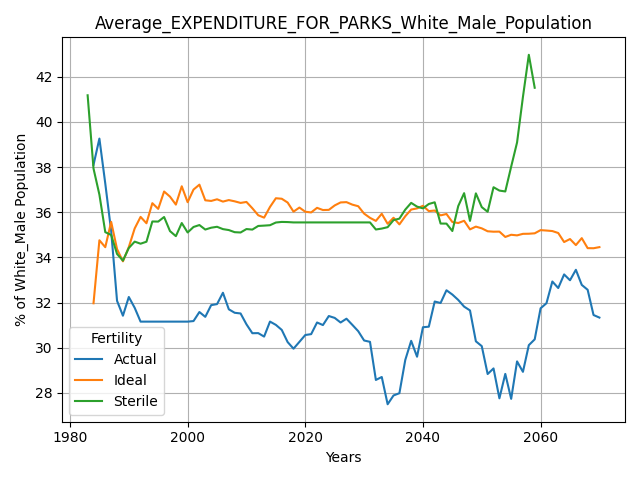 Average_EXPENDITURE_FOR_PARKS_White_Male_Population
% of White_Male Population
42
40
38
36
34
32
30
28
Fertility
Actual
Ideal
Sterile
1980
2000
2020
2040
2060
Years